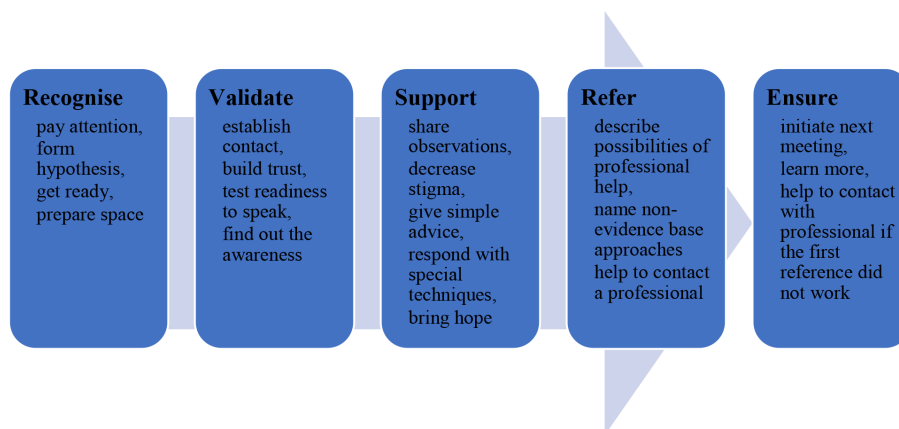 Recognise
pay attention,
form
hypothesis,
get ready,
prepare space
Validate
establish
contact,
build trust,
test readiness
to speak,
find out the
awareness
Support
share
observations,
decrease
stigma,
give simple
advice,
respond with
special
techniques,
bring hope
Refer
describe
possibilities of
professional
help,
name non-
evidence base
approaches
help to contact
a professional
Ensure
initiate next
meeting,
learn more,
help to contact
with
professional if
the first
reference did
not work